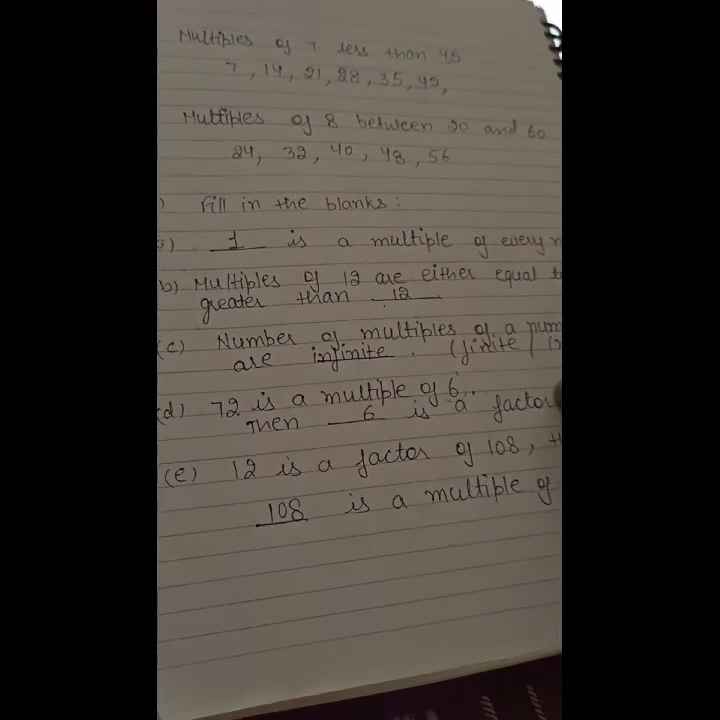 Multiples of 7 less than 45
7, 14, 21, 28, 35, 42,
Multiples of 8 between 20 and 60
24, 32, 40, 48, 56
) Fill in the blanks :
a) 1 is a multiple of every
b) Multiples of 12 are either equal
greater than 12
(c) Number of multiples of a num
are infinite. (finite /
(d) 72 is a multiple of 6.
Then 6 is a factor
(e) 12 is a factor of 108,
108 is a multiple of